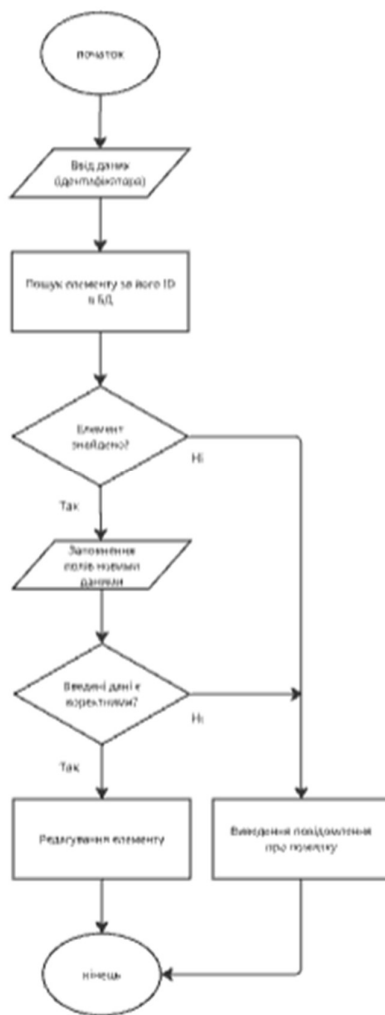 початок
Ввід даних
(ідентифікатора)
Пошук елементу за його ID
в БД
Елемент
знайдено?
Ні
Так
Заповнення
полів новими
даними
Введені дані є
коректними?
Ні
Так
Редагування елементу
Виведення повідомлення
про помилку
кінець